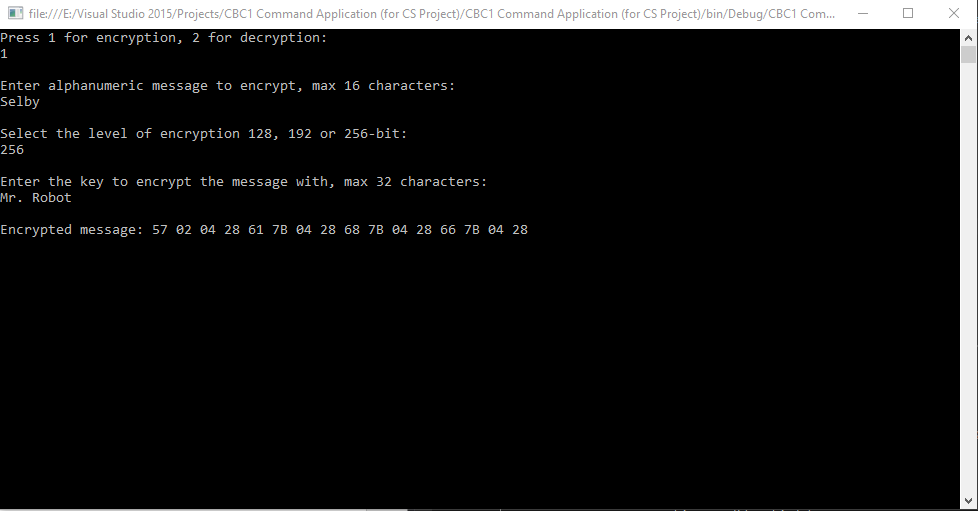 file:///E:/Visual Studio 2015/Projects/CBC1 Command Application (for CS Project)/CBC1 Command Application (for CS Project)/bin/Debug/CBC1 Com...
Press 1 for encryption, 2 for decryption:
1
Enter alphanumeric message to encrypt, max 16 characters:
Selby
Select the level of encryption 128, 192 or 256-bit:
256
Enter the key to encrypt the message with, max 32 characters:
Mr. Robot
Encrypted message: 57 02 04 28 61 7B 04 28 68 7B 04 28 66 7B 04 28